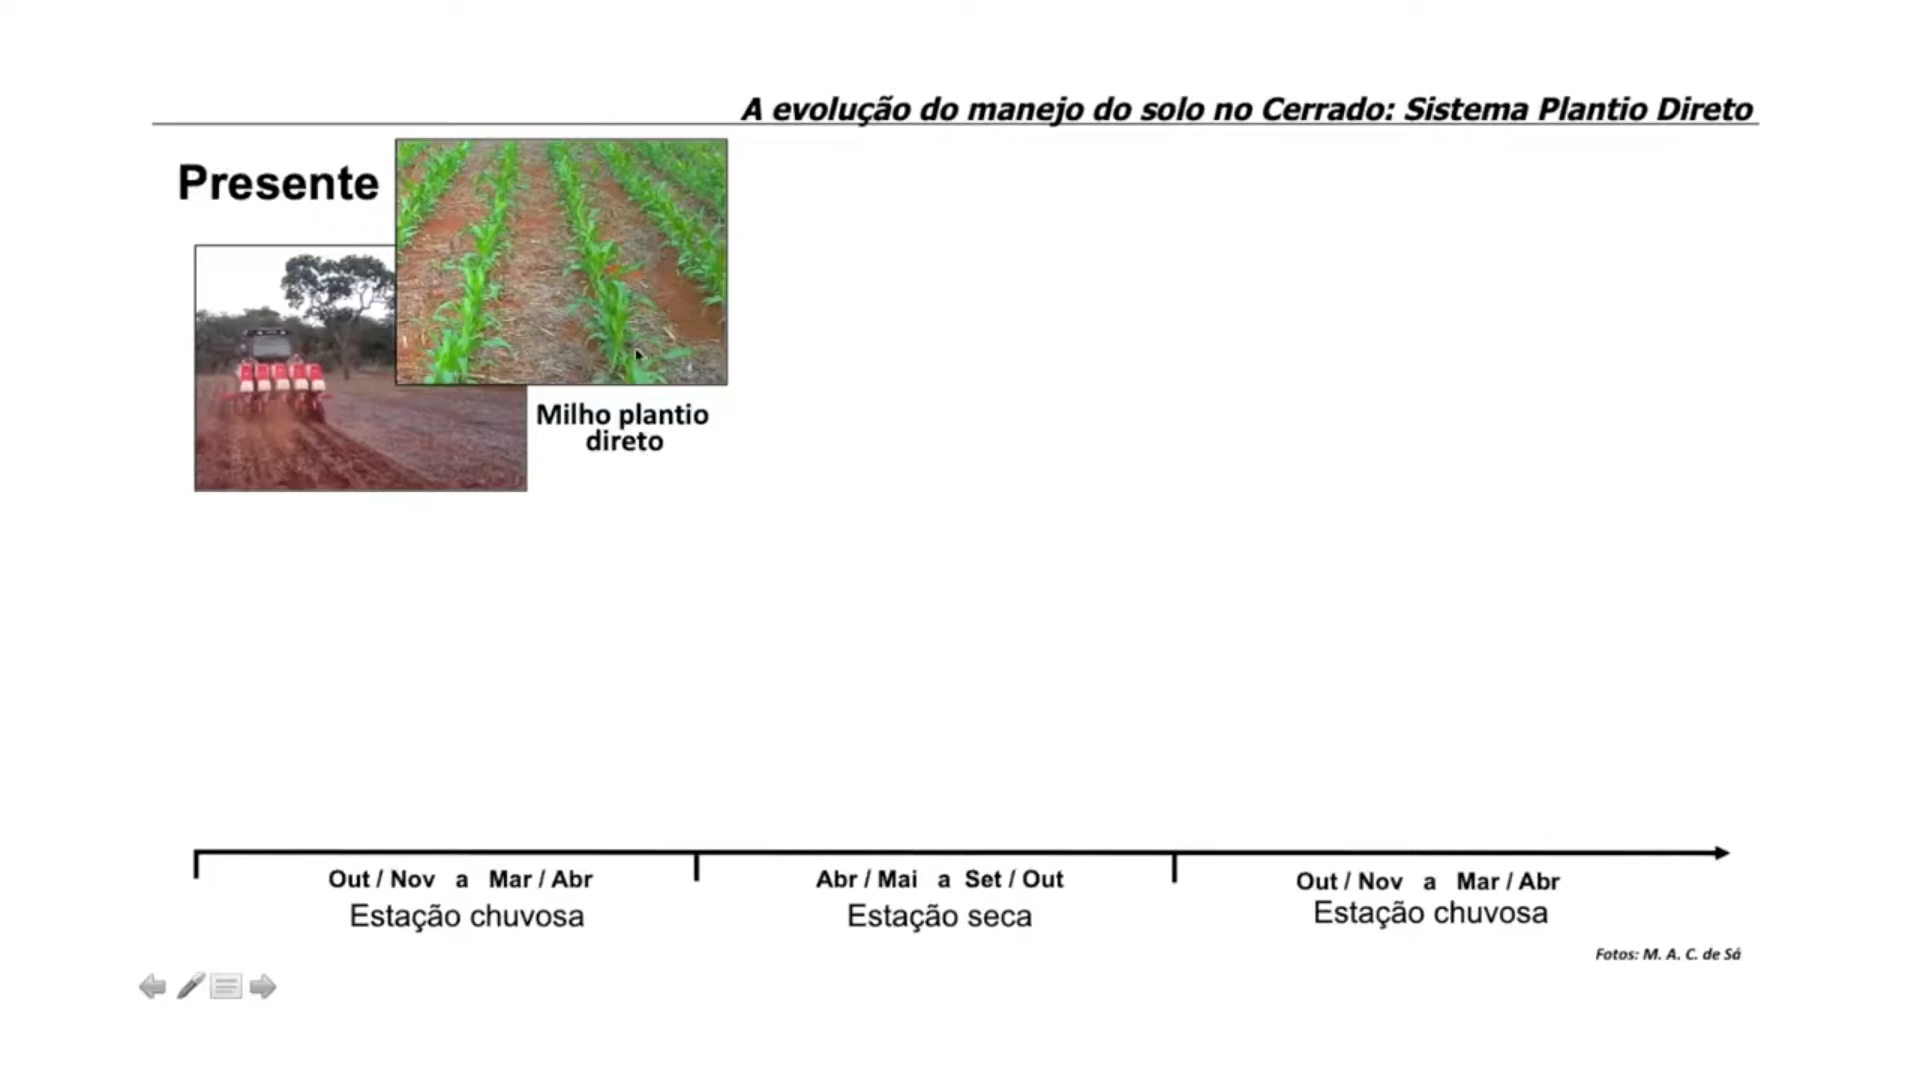 A evolução do manejo do solo no Cerrado: Sistema Plantio Direto
Presente
Milho plantio
direto
Out / Nov a Mar / Abr
Estação chuvosa
Abr / Mai a Set / Out
Estação seca
Out / Nov a Mar / Abr
Estação chuvosa
Fotos: M. A. C. de Sá